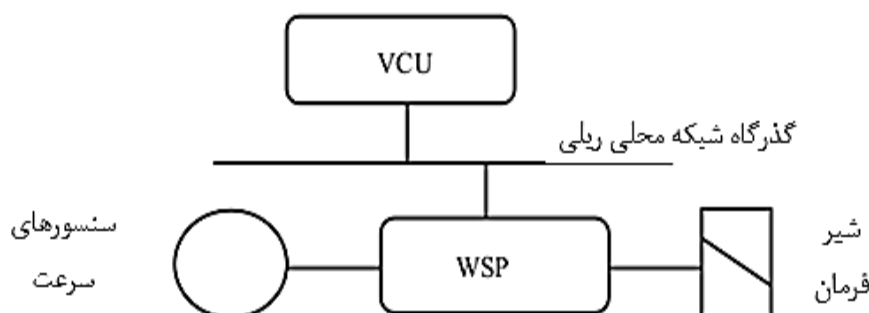 VCU
گذرگاه شیکه محلی ریلی
سنسورهای
سرعت
WSP
شیر
فرمان